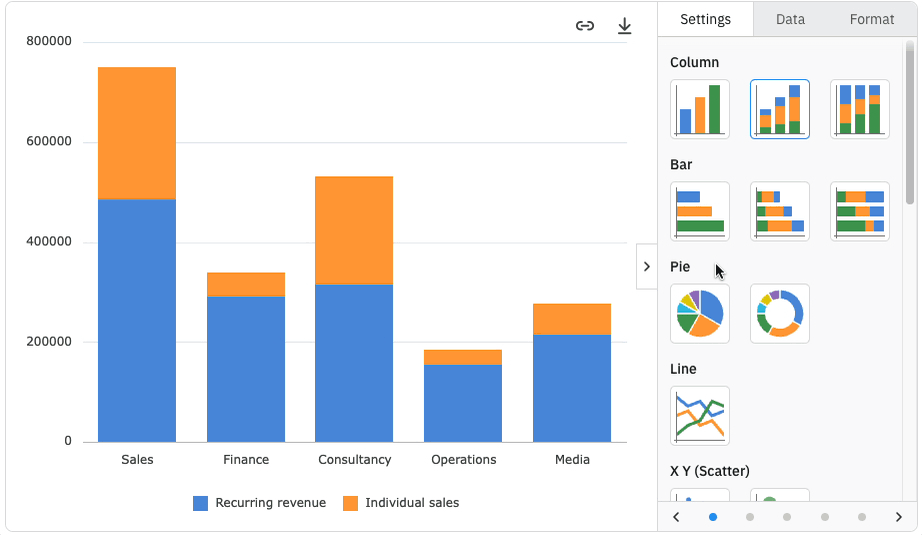 Settings Data Format
800000
600000
400000
200000
0
Sales Finance Consultancy Operations Media
Recurring revenue Individual sales
Column
Bar
Pie
Line
X Y (Scatter)